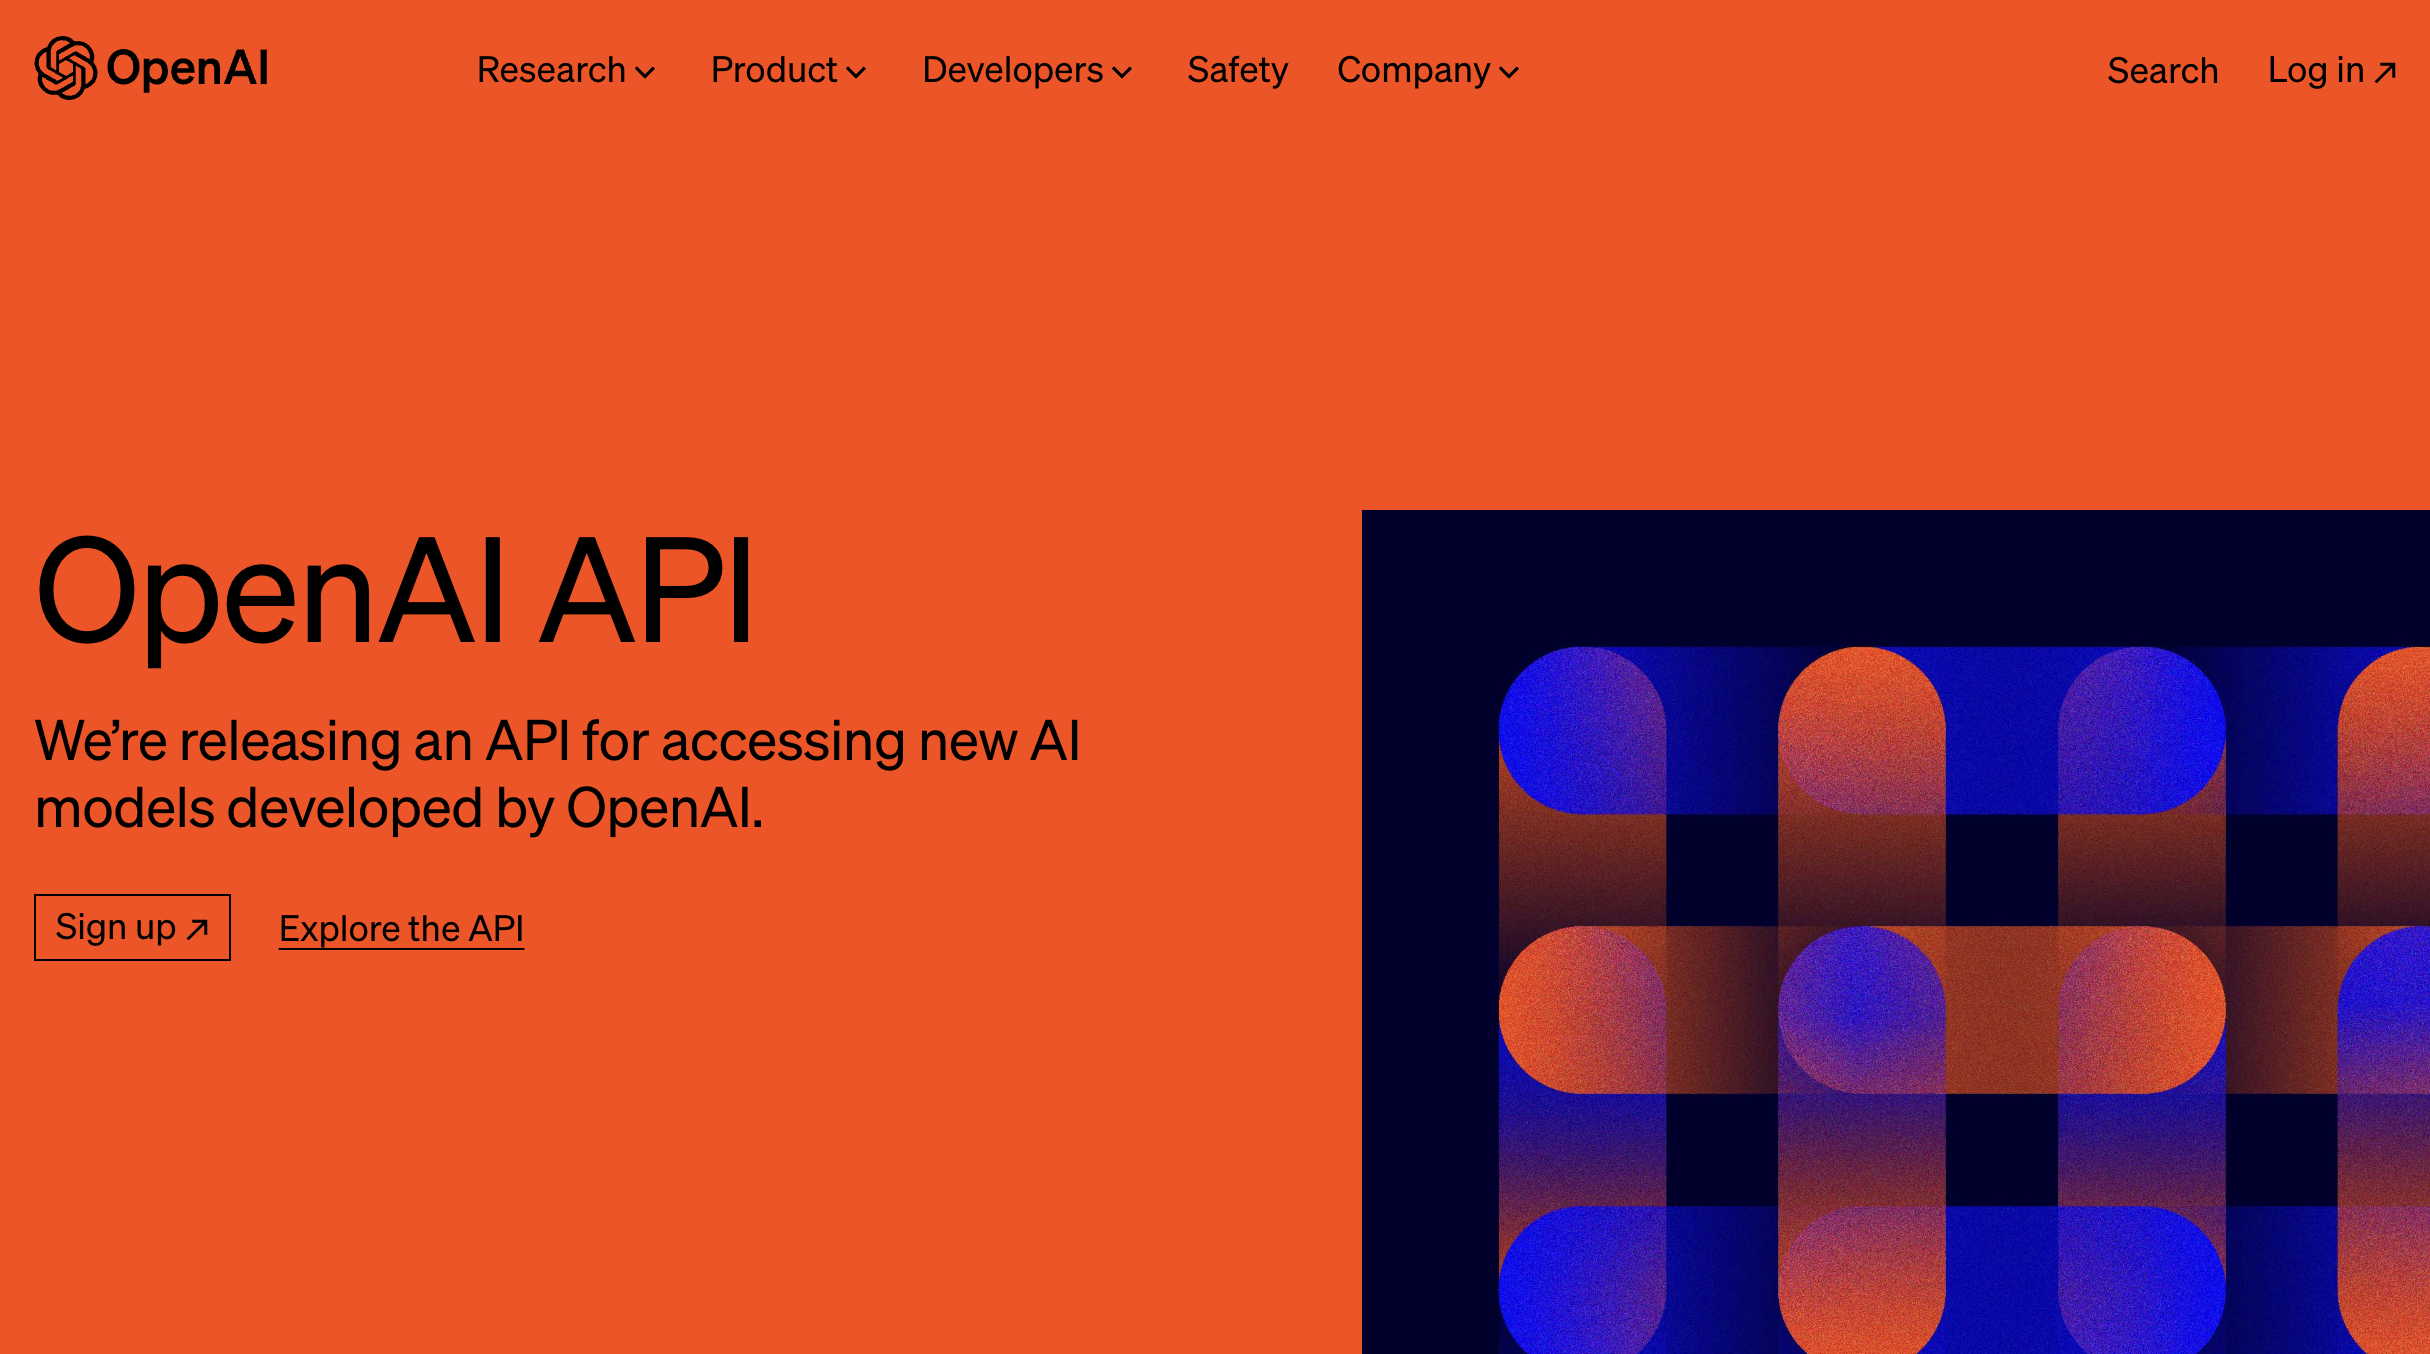 OpenAI
Research
Product
Developers
Safety
Company
Search
Log in
OpenAI API
We’re releasing an API for accessing new AI
models developed by OpenAI.
Sign up
Explore the API